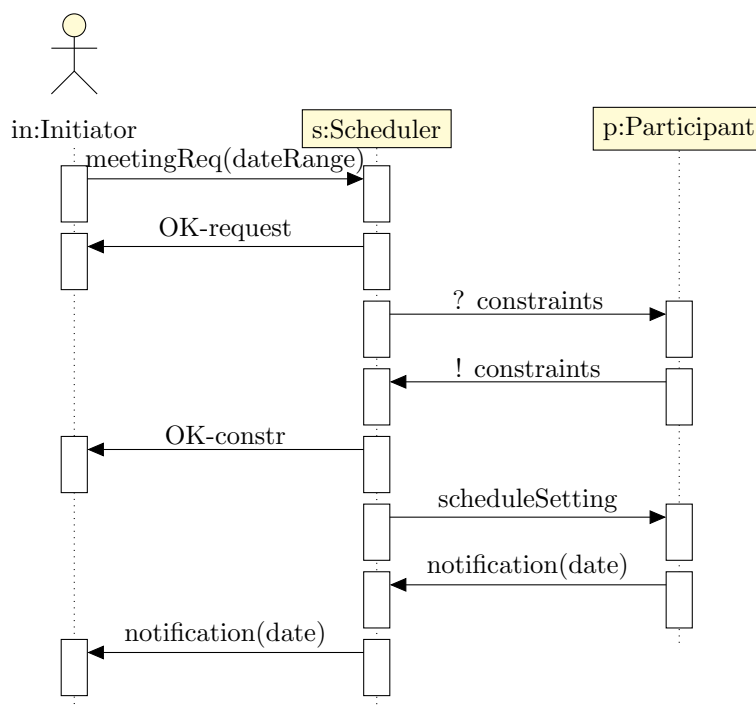 in:Initiator
s:Scheduler
p:Participant
meetingReq(dateRange)
OK-request
? constraints
! constraints
OK-constr
scheduleSetting
notification(date)
notification(date)